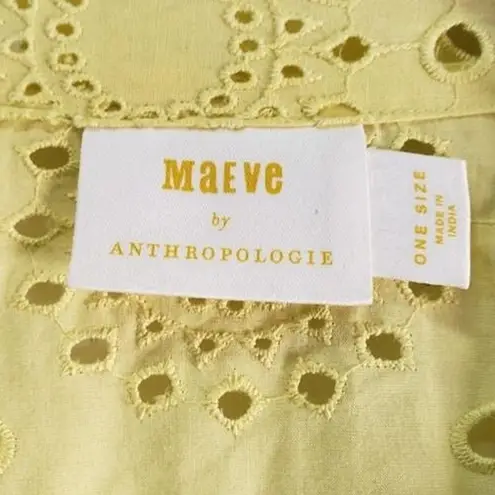 MaEve
by
ANTHROPOLOGIE
ONE SIZE
MADE IN
INDIA